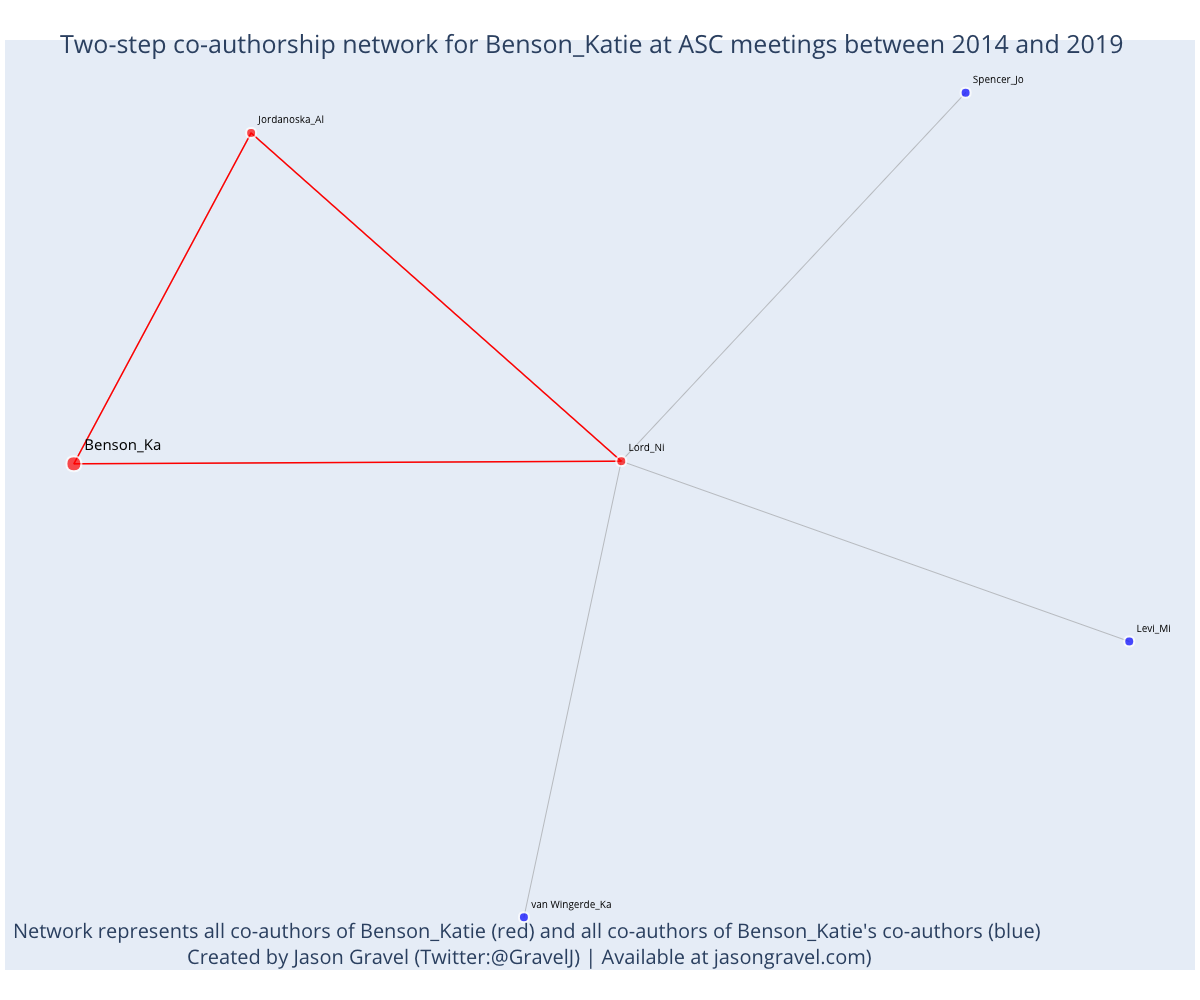 Two-step co-authorship network for Benson_Katie at ASC meetings between 2014 and 2019
Spencer_Jo
Jordanoska_Al
Benson_Ka
Lord_Ni
Levi_Mi
van Wingerde_Ka
Network represents all co-authors of Benson_Katie (red) and all co-authors of Benson_Katie's co-authors (blue)
Created by Jason Gravel (Twitter:@GravelJ) | Available at jasongravel.com)